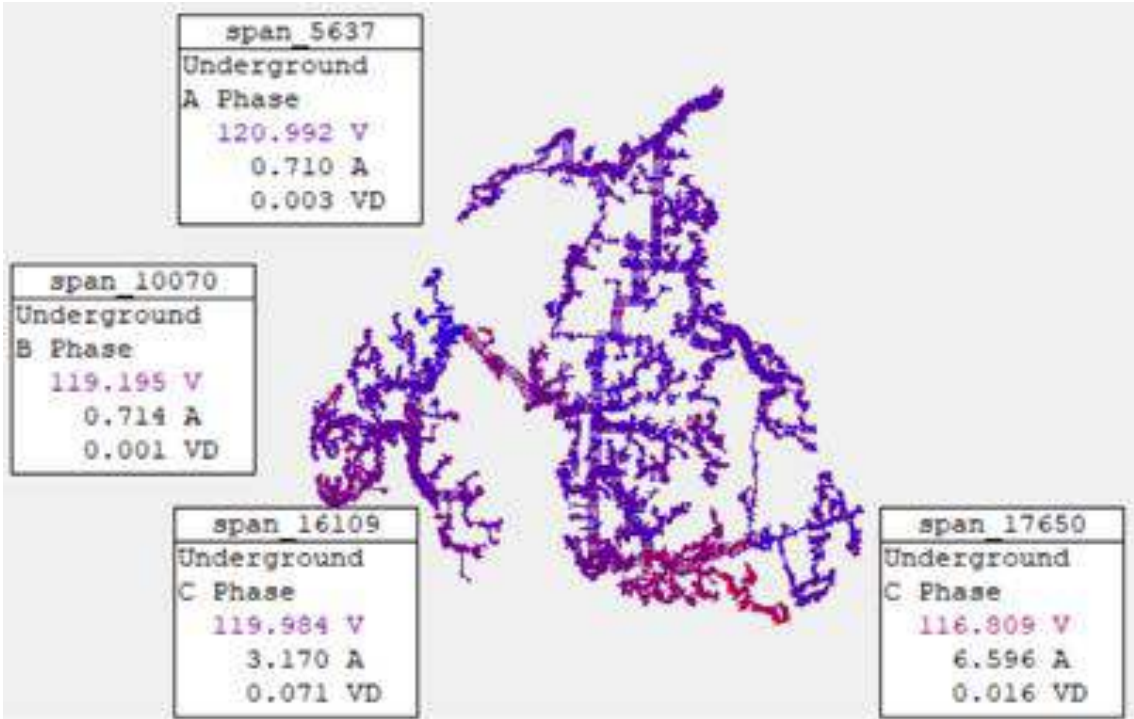 span_5637
Underground
A Phase
120.992 V
0.710 A
0.003 VD
span_10070
Underground
B Phase
119.195 V
0.714 A
0.001 VD
span_16109
Underground
C Phase
119.984 V
3.170 A
0.071 VD
span_17650
Underground
C Phase
116.809 V
6.596 A
0.016 VD